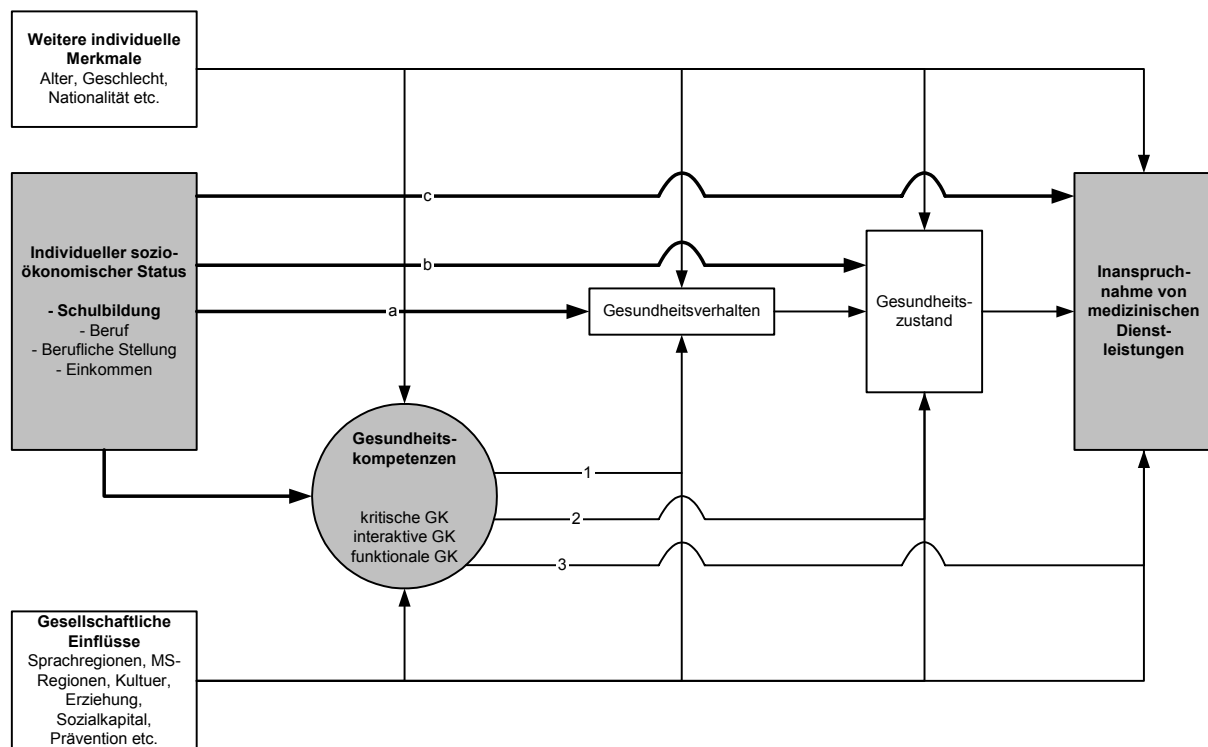 Weitere individuelle
Merkmale
Alter, Geschlecht,
Nationalität etc.
c
Individueller sozio-
ökonomischer Status
- Schulbildung
- Beruf
- Berufliche Stellung
- Einkommen
b
a
Gesundheitsverhalten
Gesundheits-
zustand
Inanspruch-
nahme von
medizinischen
Dienst-
leistungen
Gesundheits-
kompetenzen
kritische GK
interaktive GK
funktionale GK
1
2
3
Gesellschaftliche
Einflüsse
Sprachregionen, MS-
Regionen, Kultuer,
Erziehung,
Sozialkapital,
Prävention etc.